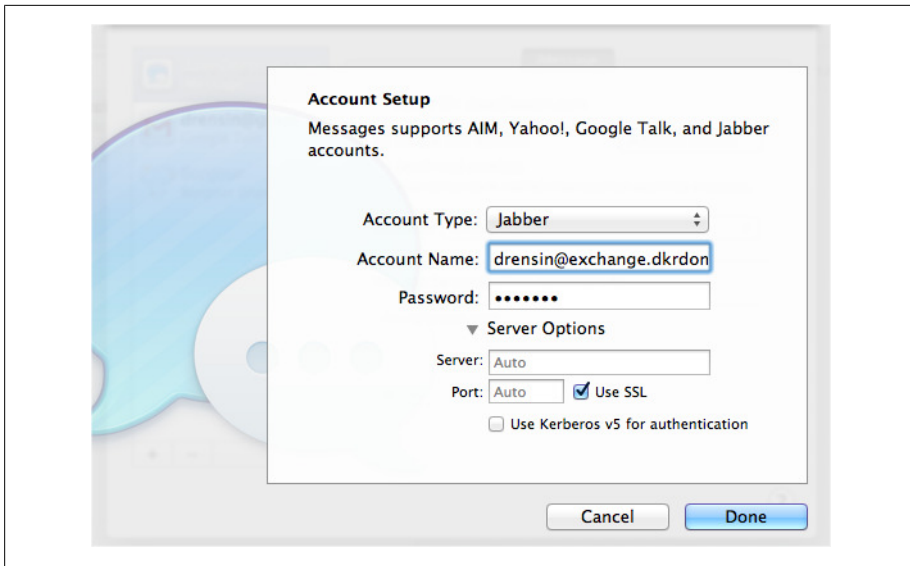 Account Setup
Messages supports AIM, Yahoo!, Google Talk, and Jabber
accounts.
Account Type: Jabber
Account Name: drensin@exchange.dkrdon
Password: •••••••
Server Options
Server: Auto
Port: Auto Use SSL
Use Kerberos v5 for authentication
Cancel Done